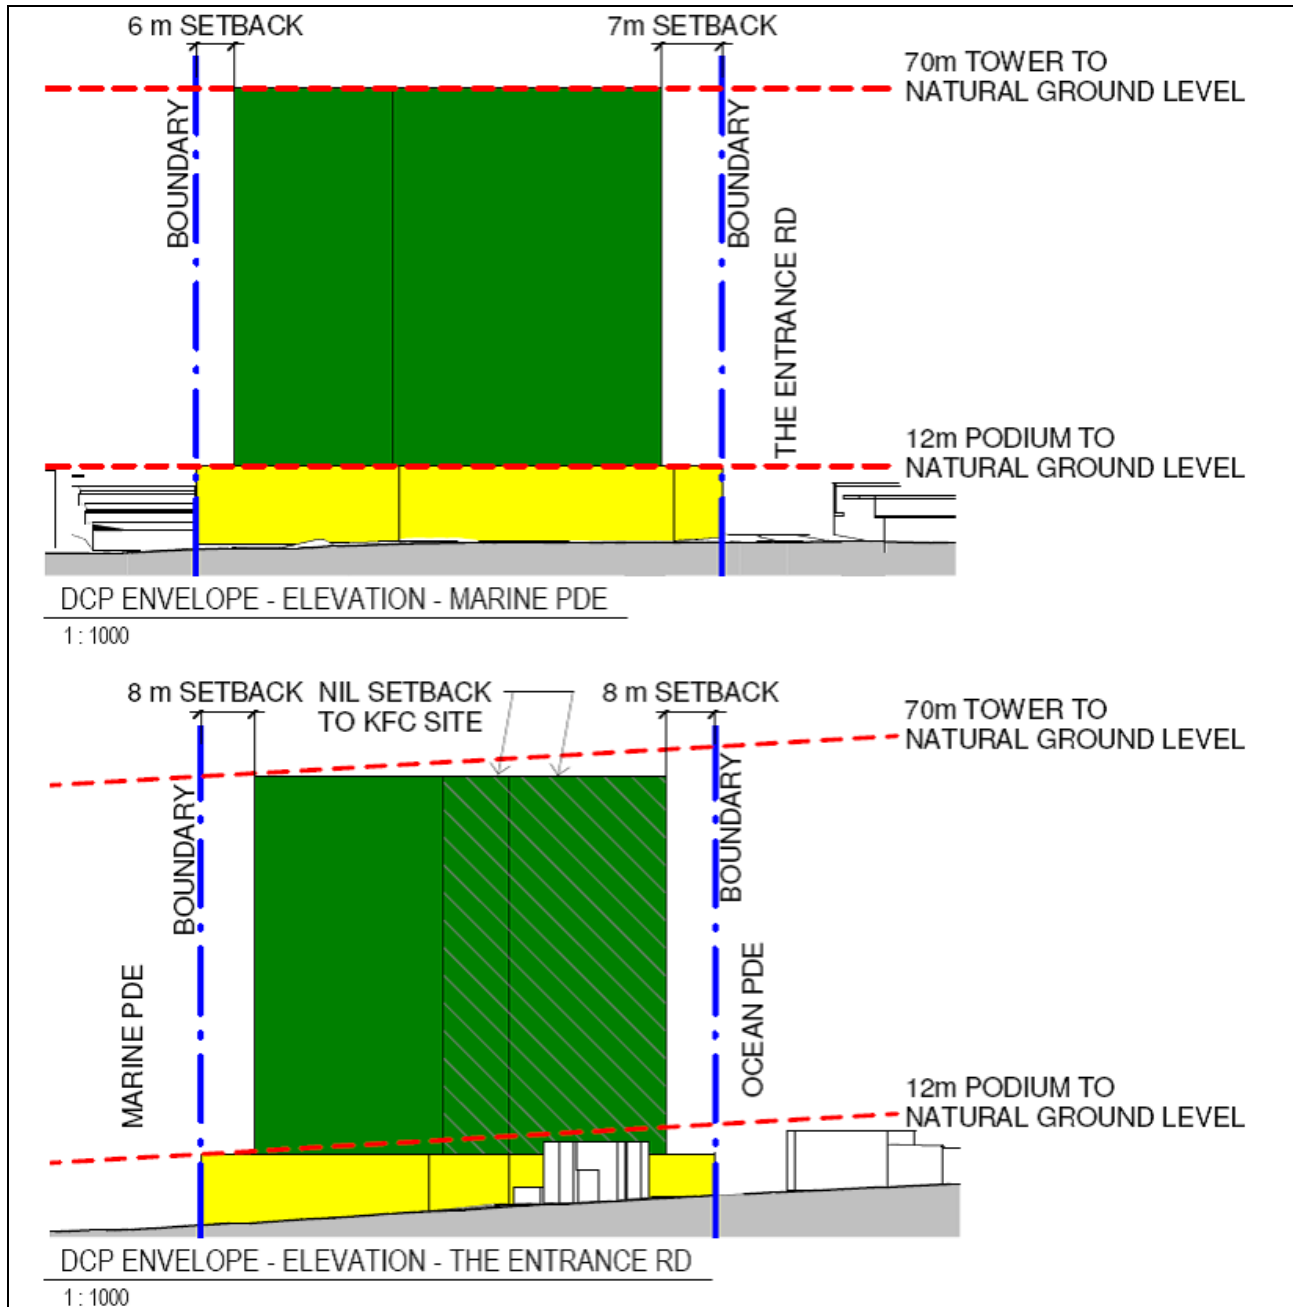 6 m SETBACK
7m SETBACK
70m TOWER TO
NATURAL GROUND LEVEL
BOUNDARY
BOUNDARY
THE ENTRANCE RD
12m PODIUM TO
NATURAL GROUND LEVEL
DCP ENVELOPE - ELEVATION - MARINE PDE
1 : 1000
8 m SETBACK
NIL SETBACK
TO KFC SITE
8 m SETBACK
70m TOWER TO
NATURAL GROUND LEVEL
BOUNDARY
BOUNDARY
MARINE PDE
OCEAN PDE
12m PODIUM TO
NATURAL GROUND LEVEL
DCP ENVELOPE - ELEVATION - THE ENTRANCE RD
1 : 1000